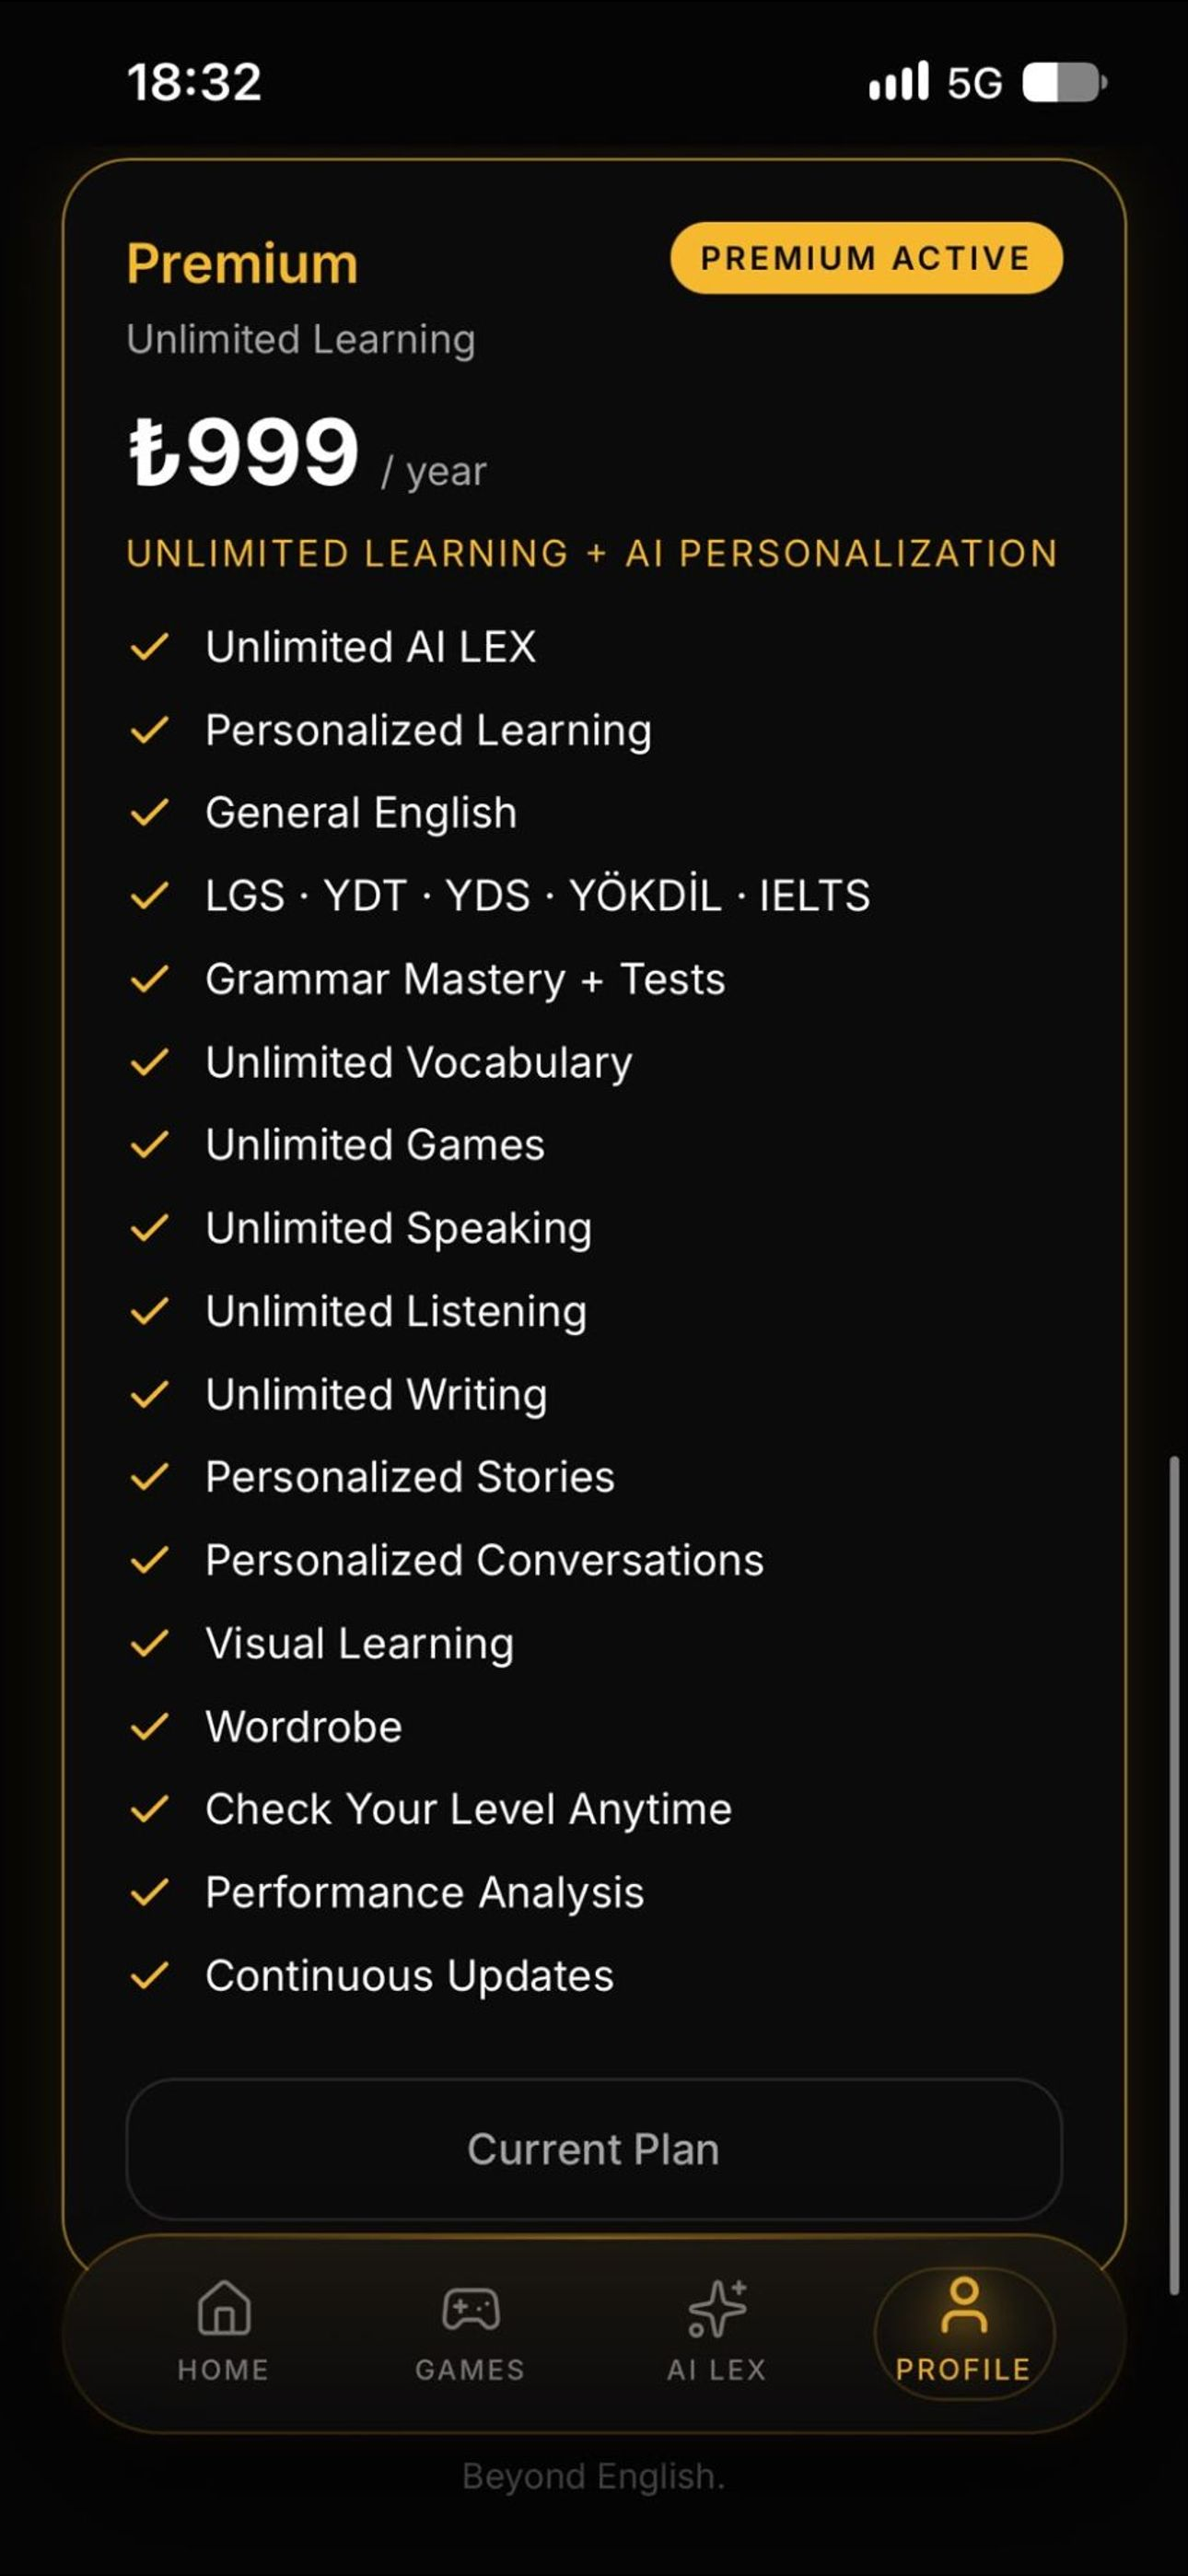 18:32
5G
Premium
PREMIUM ACTIVE
Unlimited Learning
₺999 / year
UNLIMITED LEARNING + AI PERSONALIZATION
Unlimited AI LEX
Personalized Learning
General English
LGS · YDT · YDS · YÖKDİL · IELTS
Grammar Mastery + Tests
Unlimited Vocabulary
Unlimited Games
Unlimited Speaking
Unlimited Listening
Unlimited Writing
Personalized Stories
Personalized Conversations
Visual Learning
Wordrobe
Check Your Level Anytime
Performance Analysis
Continuous Updates
Current Plan
HOME
GAMES
AI LEX
PROFILE
Beyond English.